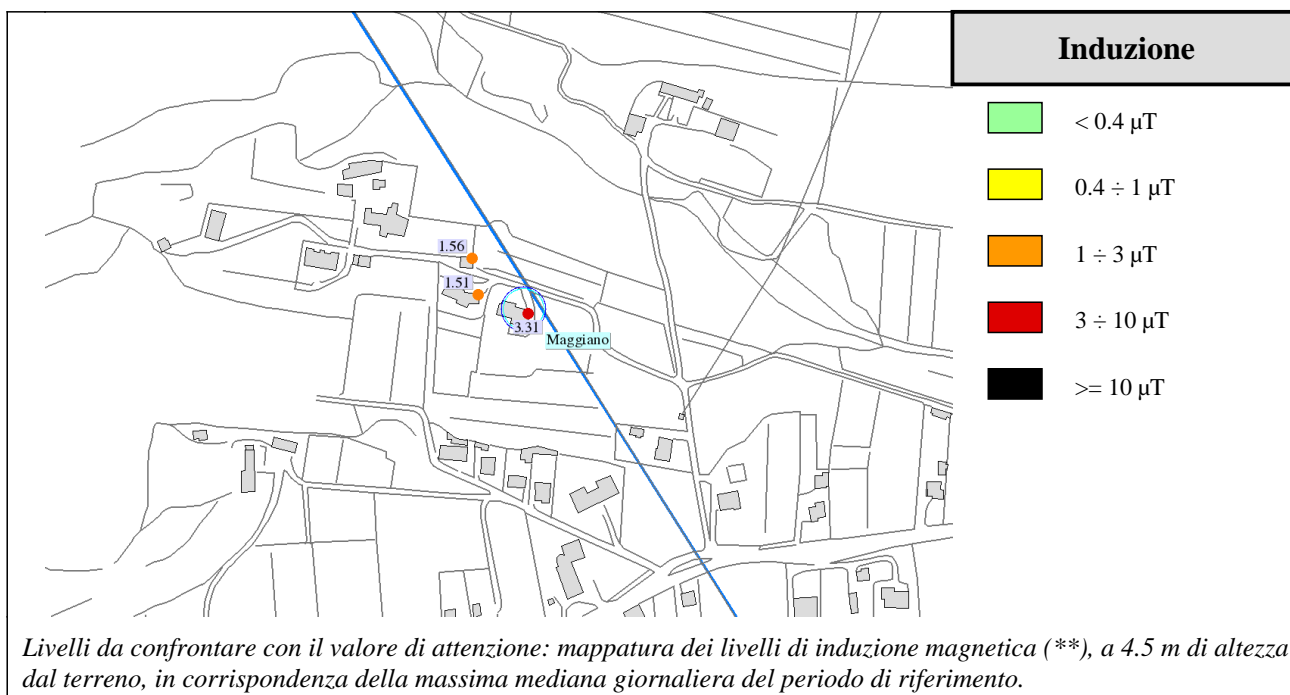 Induzione
< 0.4 µT
0.4 ÷ 1 µT
1 ÷ 3 µT
3 ÷ 10 µT
>= 10 µT
1.56
1.51
3.31
Maggiano
Livelli da confrontare con il valore di attenzione: mappatura dei livelli di induzione magnetica (**), a 4.5 m di altezza
dal terreno, in corrispondenza della massima mediana giornaliera del periodo di riferimento.